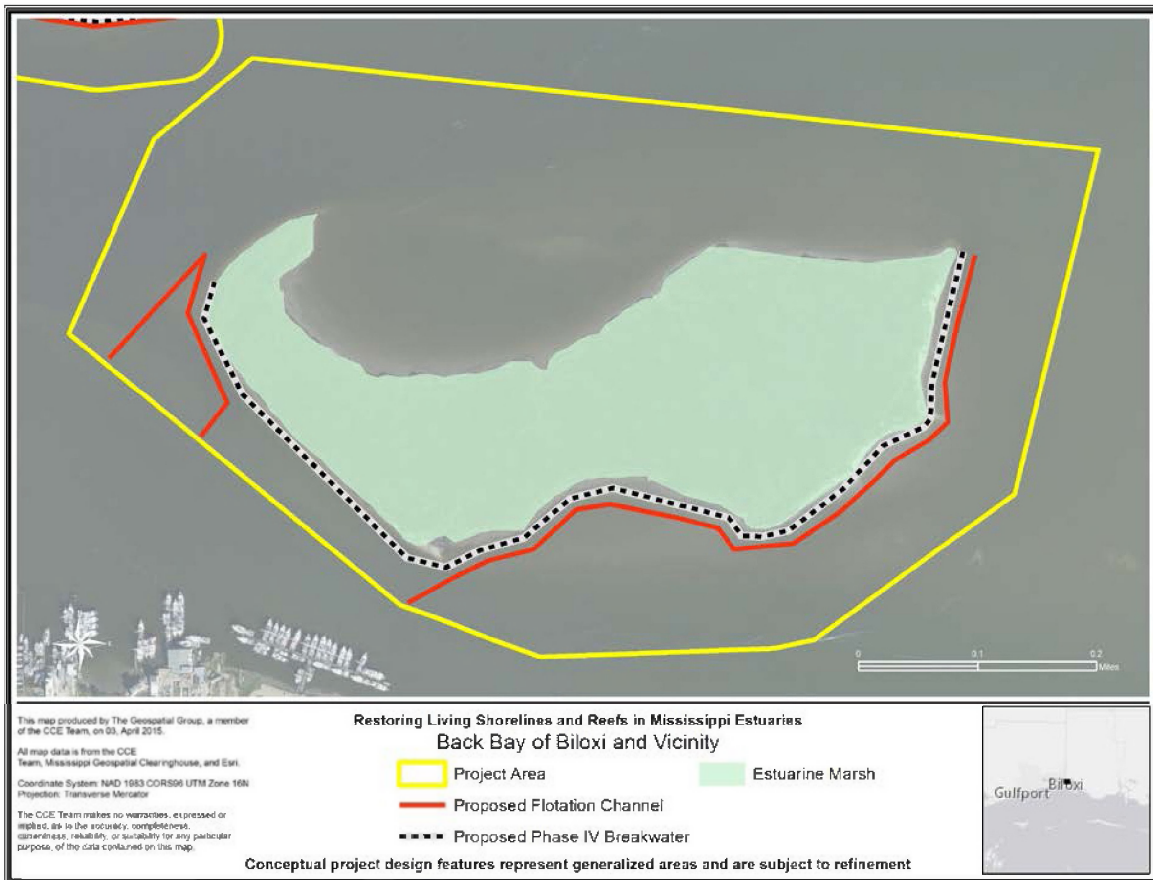 0 0.1 0.2
Miles
This map produced by The Geospatial Group, a member
of the CCE Team, on 03, April 2015.
All map data is from the CCE
Team, Mississippi Geospatial Clearinghouse, and Esri.
Coordinate System: NAD 1983 CORS96 UTM Zone 16N
Projection: Transverse Mercator
The CCE Team makes no warranties, expressed or
implied, as to the accuracy, completeness,
currentness, reliability, or suitability for any particular
purpose, of the data contained on this map.
Restoring Living Shorelines and Reefs in Mississippi Estuaries
Back Bay of Biloxi and Vicinity
Project Area
Estuarine Marsh
Proposed Flotation Channel
Proposed Phase IV Breakwater
Conceptual project design features represent generalized areas and are subject to refinement
Biloxi
Gulfport